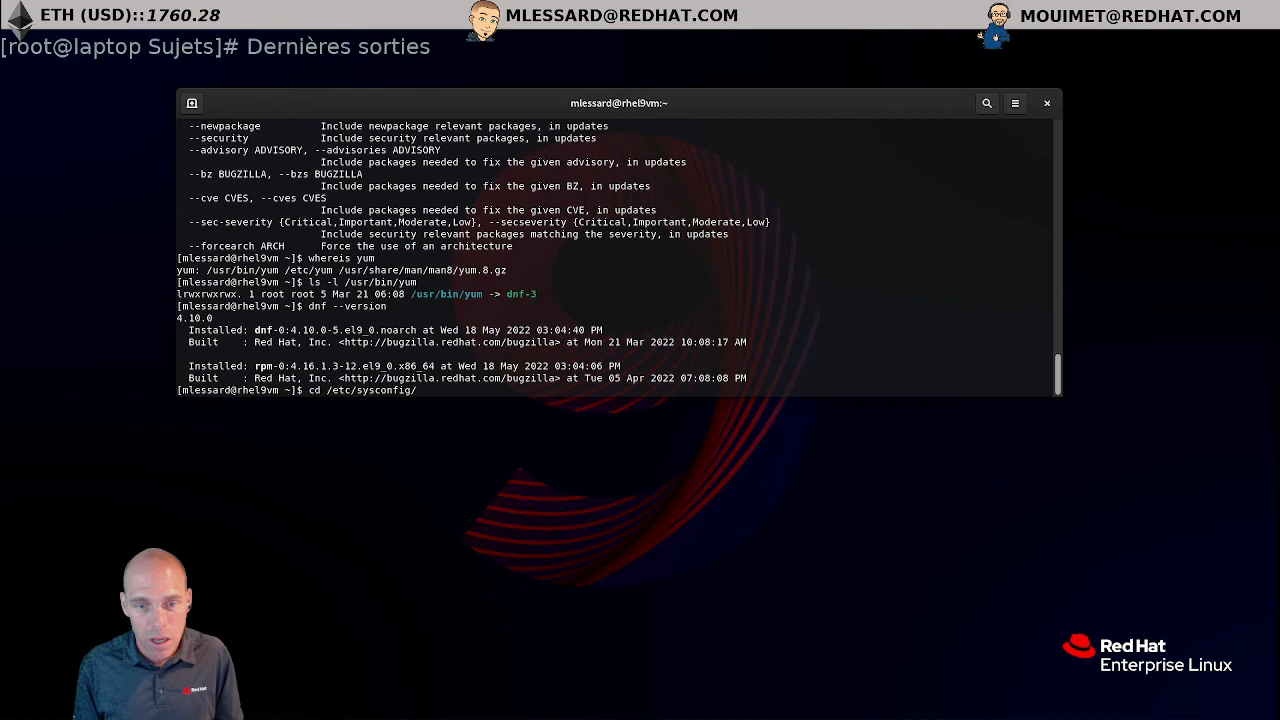 ETH (USD)::1760.28
MLESSARD@REDHAT.COM
MOUIMET@REDHAT.COM
[root@laptop Sujets]# Dernières sorties
mlessard@rhel9vm:~
--newpackage Include newpackage relevant packages, in updates
--security Include security relevant packages, in updates
--advisory ADVISORY, --advisories ADVISORY
Include packages needed to fix the given advisory, in updates
--bz BUGZILLA, --bzs BUGZILLA
Include packages needed to fix the given BZ, in updates
--cve CVES, --cves CVES
Include packages needed to fix the given CVE, in updates
--sec-severity {Critical,Important,Moderate,Low}, --secseverity {Critical,Important,Moderate,Low}
Include security relevant packages matching the severity, in updates
--forcearch ARCH Force the use of an architecture
[mlessard@rhel9vm ~]$ whereis yum
yum: /usr/bin/yum /etc/yum /usr/share/man/man8/yum.8.gz
[mlessard@rhel9vm ~]$ ls -l /usr/bin/yum
lrwxrwxrwx. 1 root root 5 Mar 21 06:08 /usr/bin/yum -> dnf-3
[mlessard@rhel9vm ~]$ dnf --version
4.10.0
Installed: dnf-0:4.10.0-5.el9_0.noarch at Wed 18 May 2022 03:04:40 PM
Built : Red Hat, Inc. <http://bugzilla.redhat.com/bugzilla> at Mon 21 Mar 2022 10:08:17 AM
Installed: rpm-0:4.16.1.3-12.el9_0.x86_64 at Wed 18 May 2022 03:04:06 PM
Built : Red Hat, Inc. <http://bugzilla.redhat.com/bugzilla> at Tue 05 Apr 2022 07:08:08 PM
[mlessard@rhel9vm ~]$ cd /etc/sysconfig/
Red Hat
Red Hat
Enterprise Linux